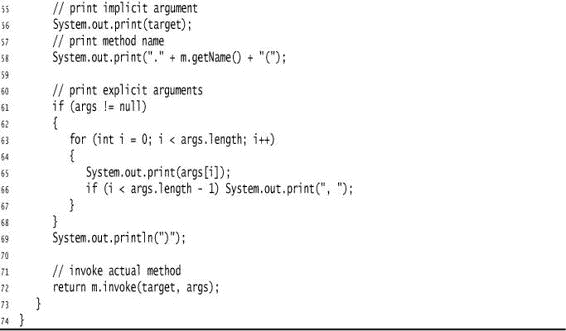 55 // print implicit argument
56 System.out.print(target);
57 // print method name
58 System.out.print("." + m.getName() + "(");
59
60 // print explicit arguments
61 if (args != null)
62 {
63 for (int i = 0; i < args.length; i++)
64 {
65 System.out.print(args[i]);
66 if (i < args.length - 1) System.out.print(", ");
67 }
68 }
69 System.out.println(")");
70
71 // invoke actual method
72 return m.invoke(target, args);
73 }
74 }